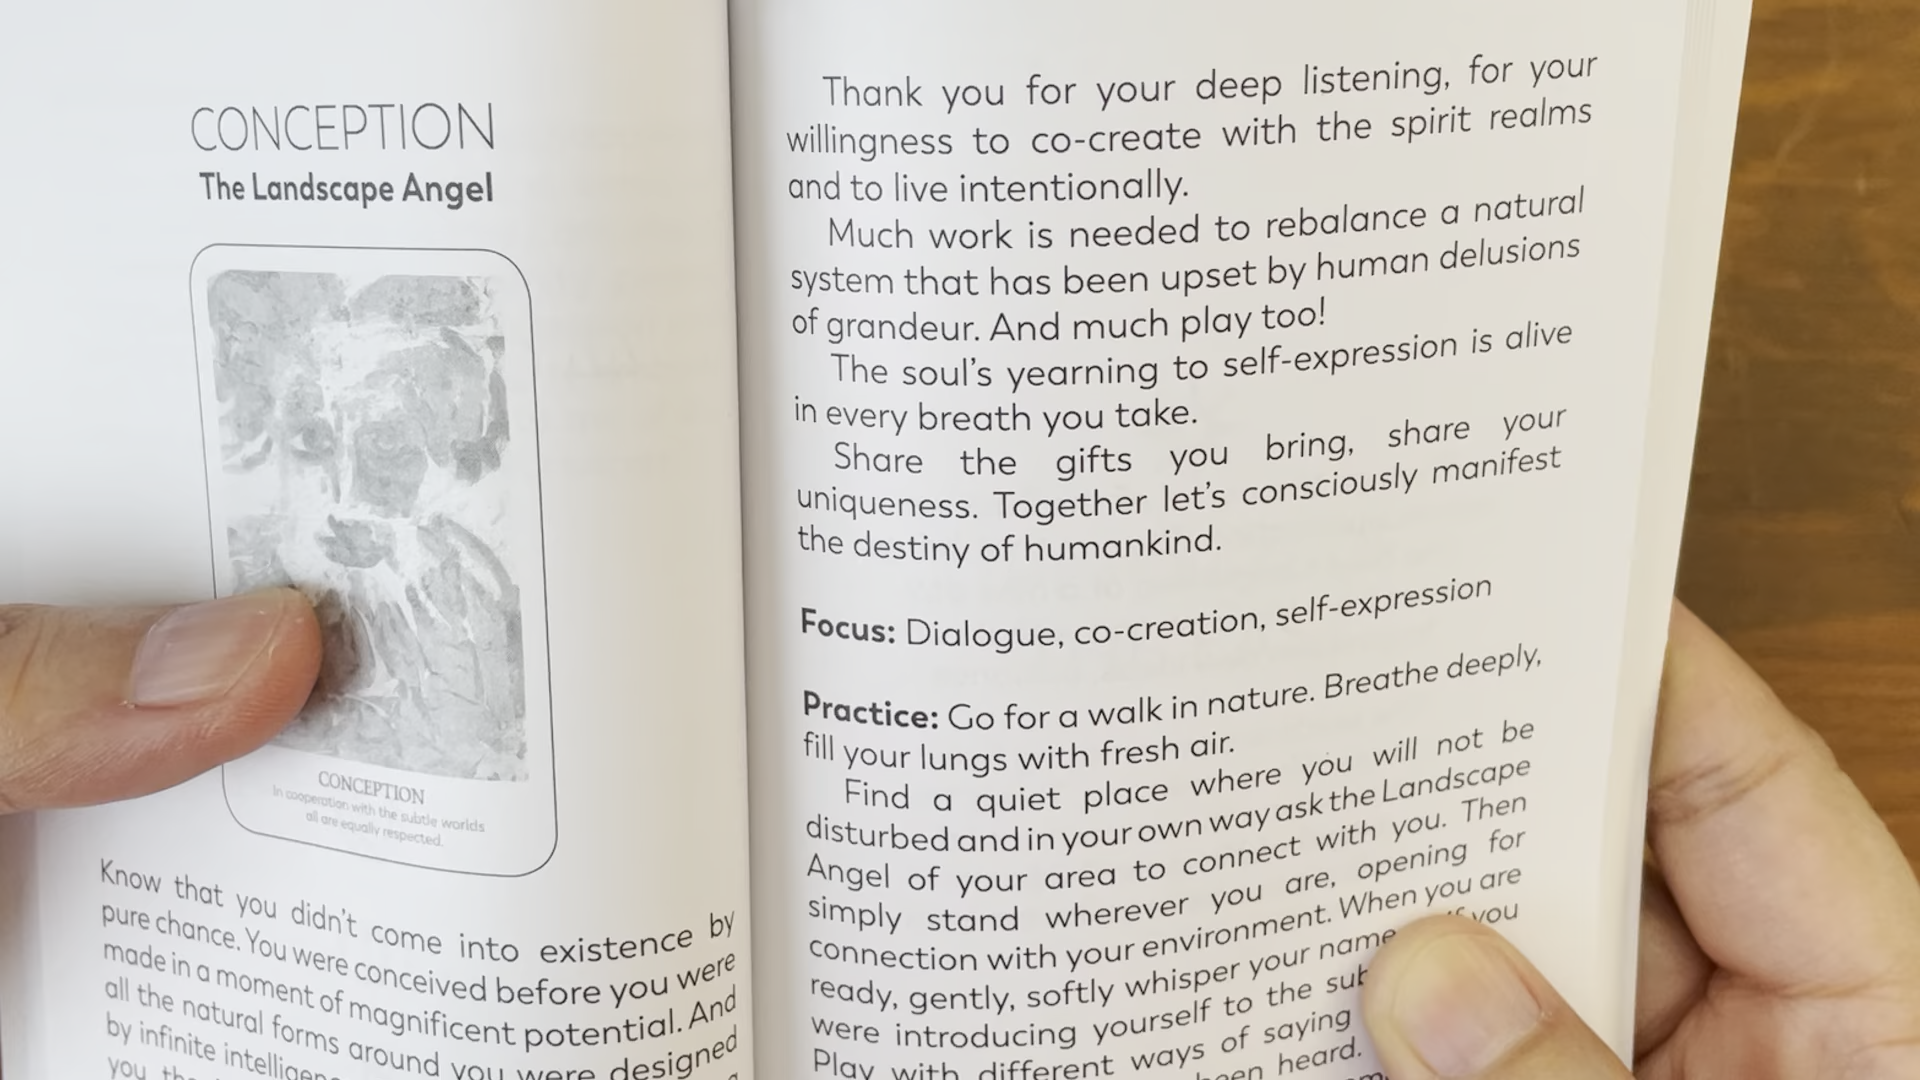 CONCEPTION
The Landscape Angel
CONCEPTION
In cooperation with the subtle worlds
all are equally respected.
Know that you didn't come into existence by
pure chance. You were conceived before you were
made in a moment of magnificent potential. And
all the natural forms around you were designed
by infinite
you
Thank you for your deep listening, for your
willingness to co-create with the spirit realms
and to live intentionally.
Much work is needed to rebalance a natural
system that has been upset by human delusions
of grandeur. And much play too!
The soul's yearning to self-expression is alive
in every breath you take.
Share the gifts you bring, share your
uniqueness. Together let's consciously manifest
the destiny of humankind.
Focus: Dialogue, co-creation, self-expression
Practice: Go for a walk in nature. Breathe deeply,
fill your lungs with fresh air.
Find a quiet place where you will not be
disturbed and in your own way ask the Landscape
Angel of your area to connect with you. Then
simply stand wherever you are, opening for
connection with your environment. When you are
ready, gently, softly whisper your name if you
were introducing yourself to the
Play with different ways of saying
heard.